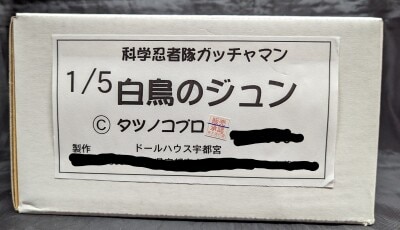 科学忍者隊ガッチャマン
1/5 白鳥のジュン
Ⓒ タツノコプロ
製作 ドールハウス宇都宮